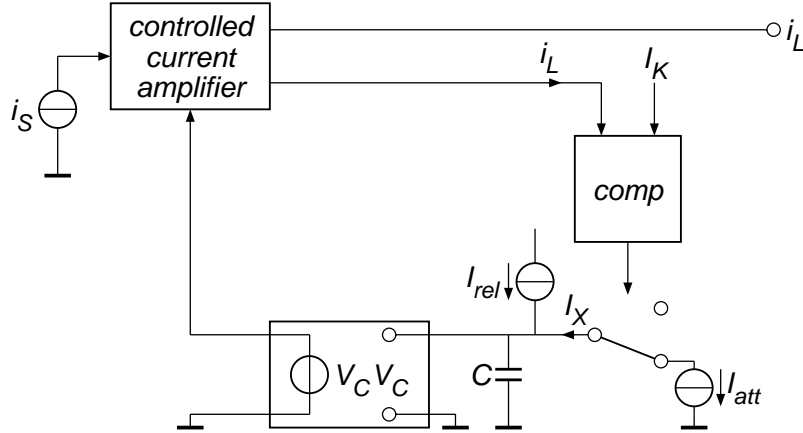 controlled
current
amplifier
i_L
i_L
I_K
i_S
comp
I_rel
I_X
V_C V_C
C
I_att